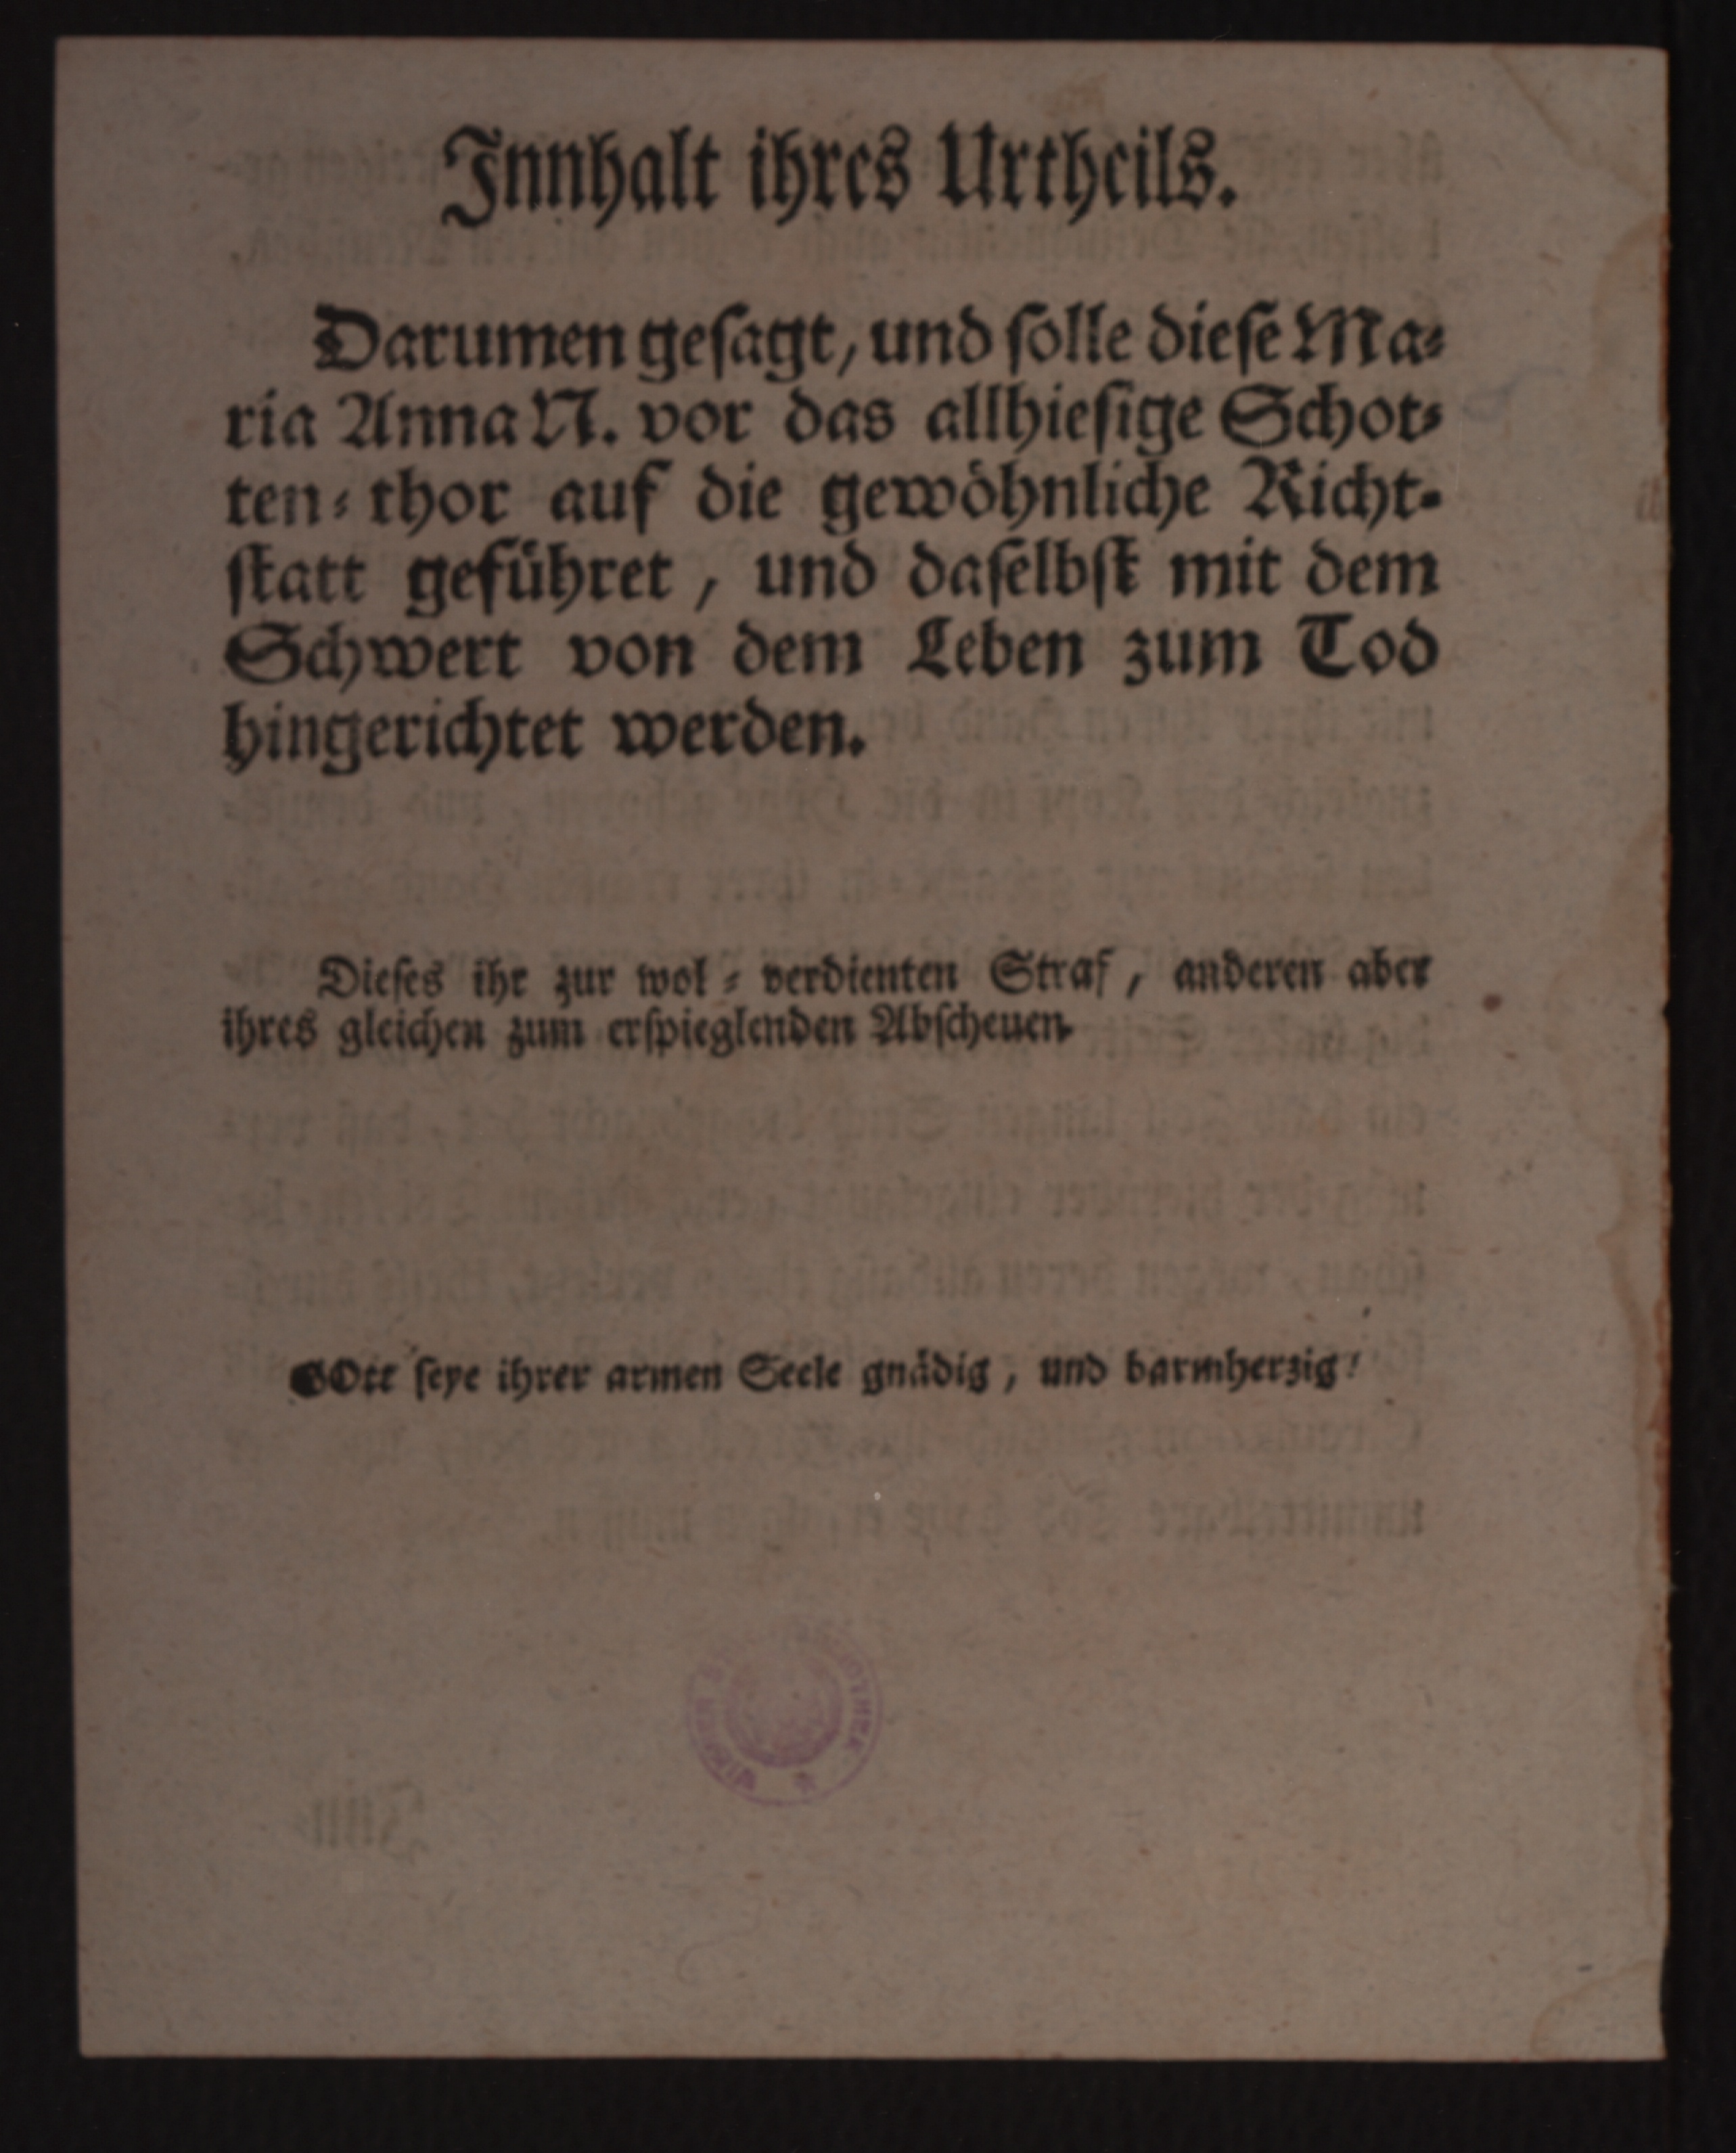 Innhalt ihres Urtheils.
Darumen geſagt, und ſolle dieſe Ma⸗
ria Anna N. vor das allhieſige Schot⸗
ten⸗thor auf die gewöhnliche Richt⸗
ſtatt geführet, und daſelbſt mit dem
Schwert von dem Leben zum Tod
hingerichtet werden.
Dieſes ihr zur wol⸗verdienten Straf, anderen aber
ihres gleichen zum erſpieglenden Abſcheuen.
GOtt ſeye ihrer armen Seele gnädig, und barmherzig!